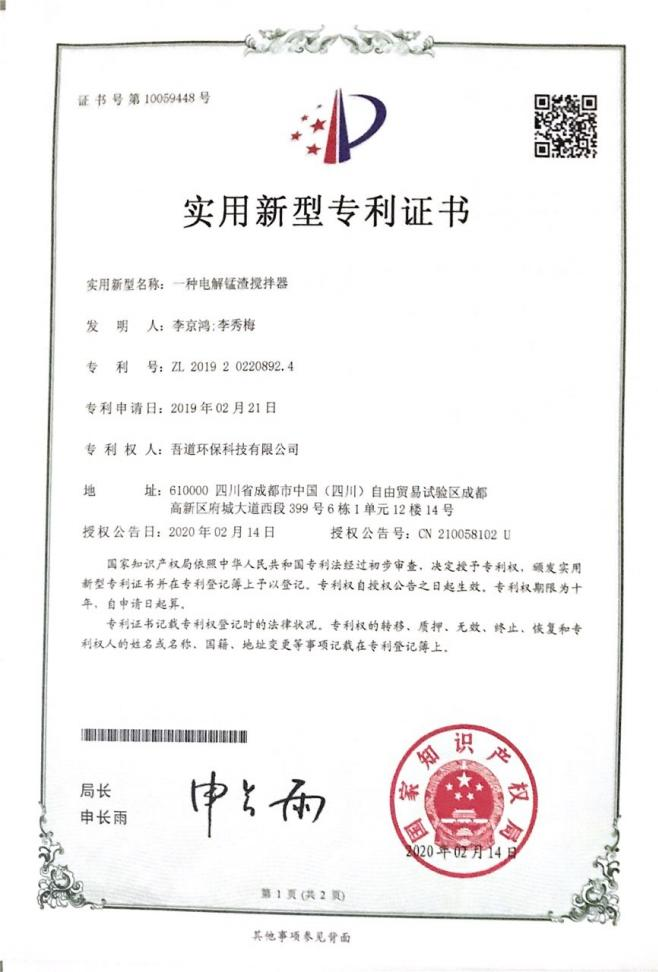 证书号第10059448号
实用新型专利证书
实用新型名称：一种电解锰渣搅拌器
发明人：李京鸿;李秀梅
专利号：ZL 2019 2 0220892.4
专利申请日：2019年02月21日
专利权人：吾道环保科技有限公司
地址：610000 四川省成都市中国（四川）自由贸易试验区成都
高新区府城大道西段399号6栋1单元12楼14号
授权公告日：2020年02月14日 授权公告号：CN 210058102 U
国家知识产权局依照中华人民共和国专利法经过初步审查，决定授予专利权，颁发实用
新型专利证书并在专利登记簿上予以登记。专利权自授权公告之日起生效。专利权期限为十
年，自申请日起算。
专利证书记载专利权登记时的法律状况。专利权的转移、质押、无效、终止、恢复和专
利权人的姓名或名称、国籍、地址变更等事项记载在专利登记簿上。
局长
申长雨
申长雨
国家知识产权局
2020年02月14日
第1页(共2页)
其他事项参见背面